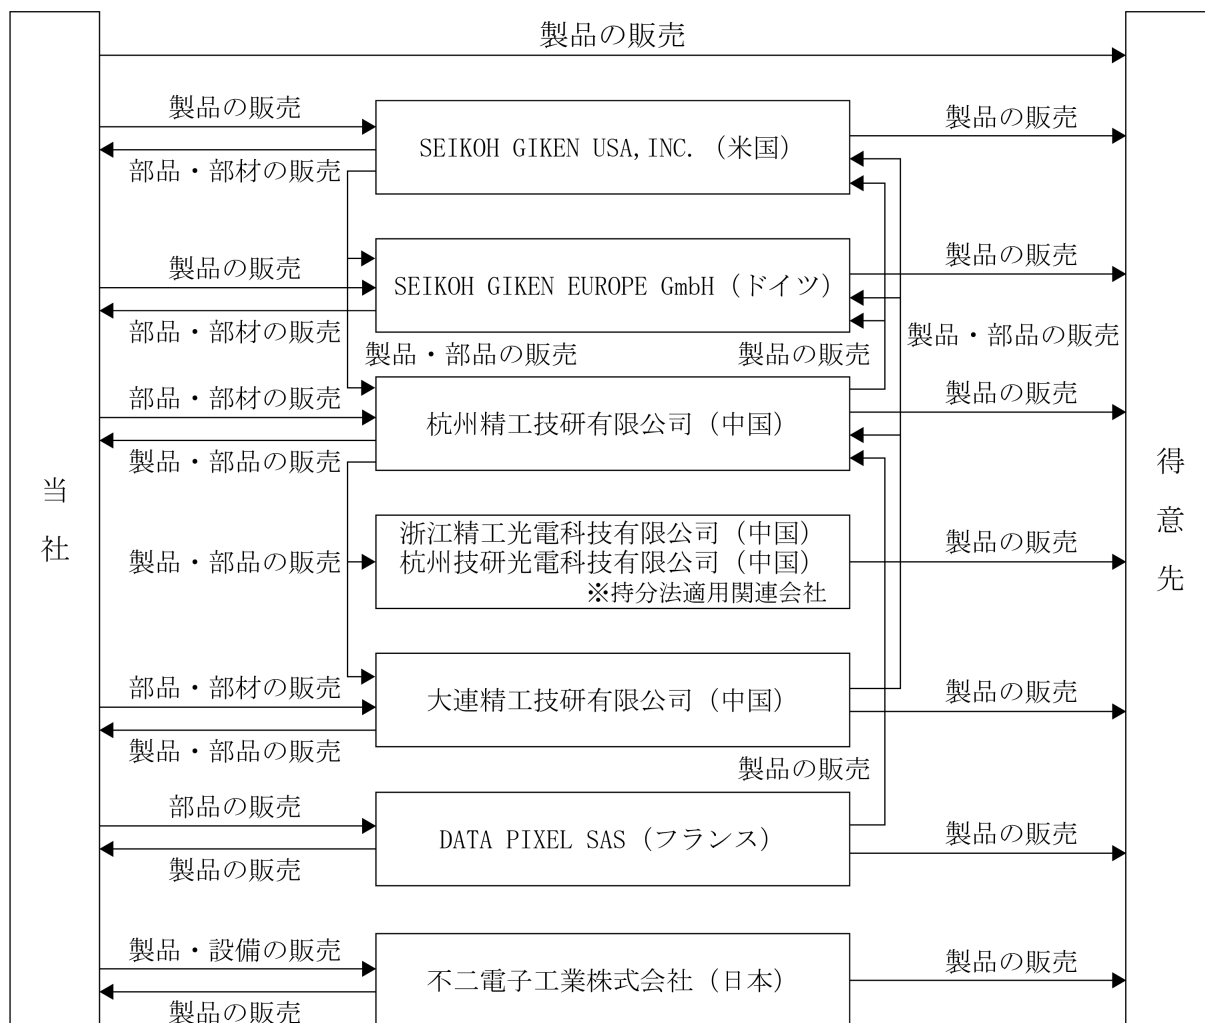 製品の販売
製品の販売
SEIKOH GIKEN USA,INC.（米国）
製品の販売
部品・部材の販売
製品の販売
SEIKOH GIKEN EUROPE GmbH（ドイツ）
製品の販売
部品・部材の販売
製品・部品の販売
製品の販売
製品・部品の販売
部品・部材の販売
杭州精工技研有限公司（中国）
製品の販売
製品・部品の販売
当社
得意先
製品・部品の販売
浙江精工光電科技有限公司（中国）
杭州技研光電科技有限公司（中国）
※持分法適用関連会社
製品の販売
部品・部材の販売
大連精工技研有限公司（中国）
製品の販売
製品・部品の販売
製品の販売
部品の販売
DATA PIXEL SAS（フランス）
製品の販売
製品の販売
製品・設備の販売
不二電子工業株式会社（日本）
製品の販売
製品の販売